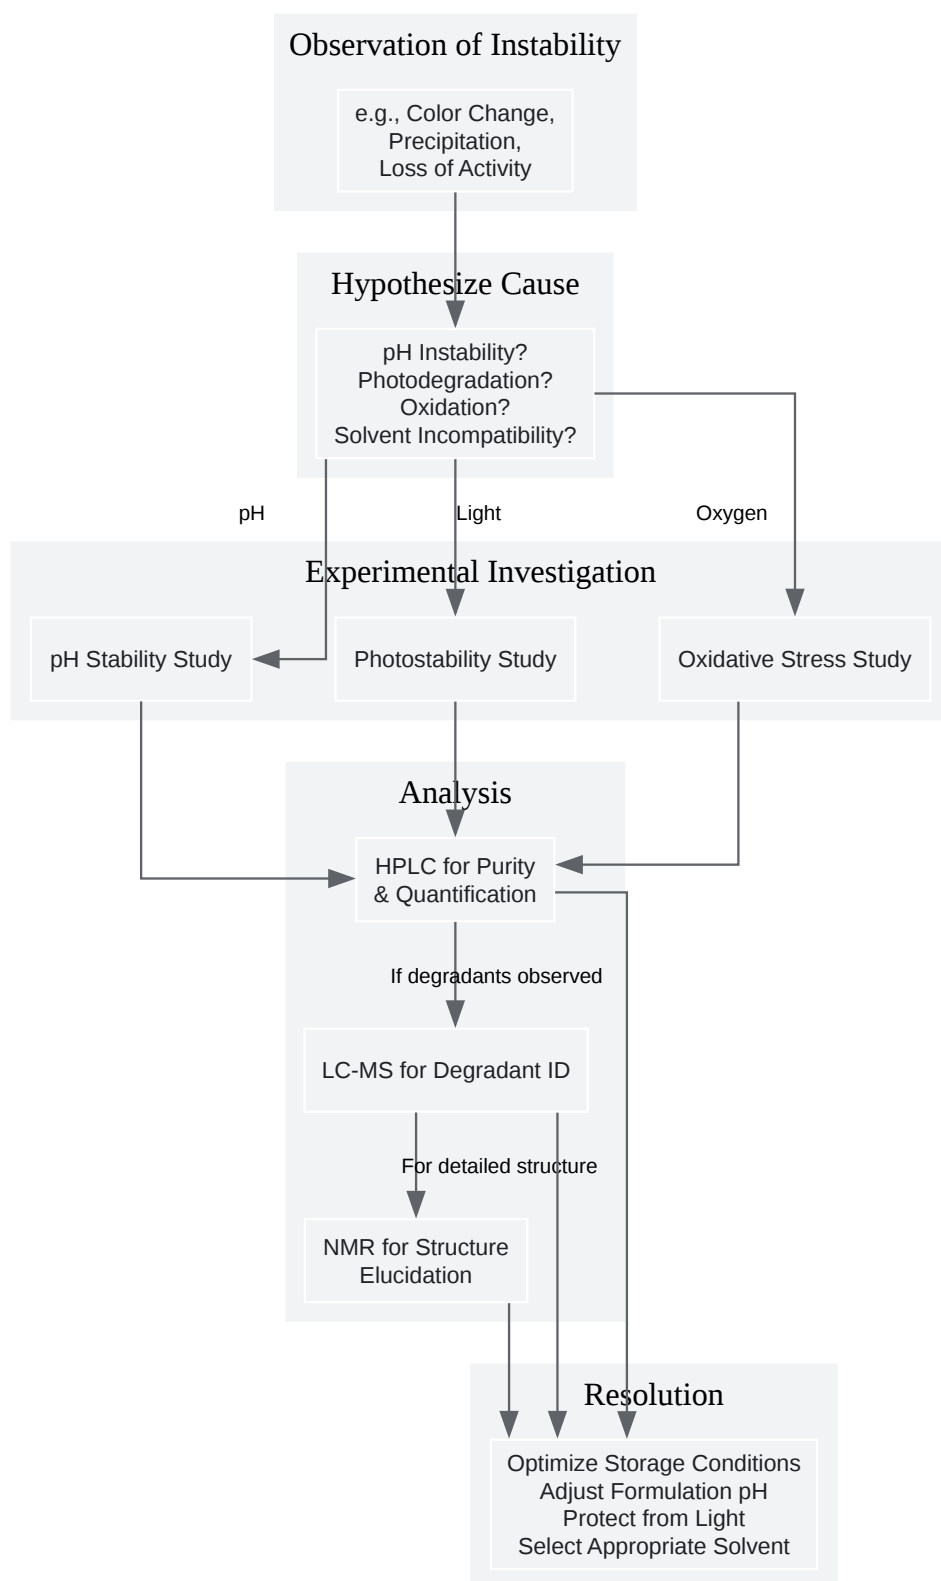 Observation of Instability
e.g., Color Change,
Precipitation,
Loss of Activity
Hypothesize Cause
pH Instability?
Photodegradation?
Oxidation?
Solvent Incompatibility?
pH
Light
Oxygen
Experimental Investigation
pH Stability Study
Photostability Study
Oxidative Stress Study
Analysis
HPLC for Purity
& Quantification
If degradants observed
LC-MS for Degradant ID
For detailed structure
NMR for Structure
Elucidation
Resolution
Optimize Storage Conditions
Adjust Formulation pH
Protect from Light
Select Appropriate Solvent